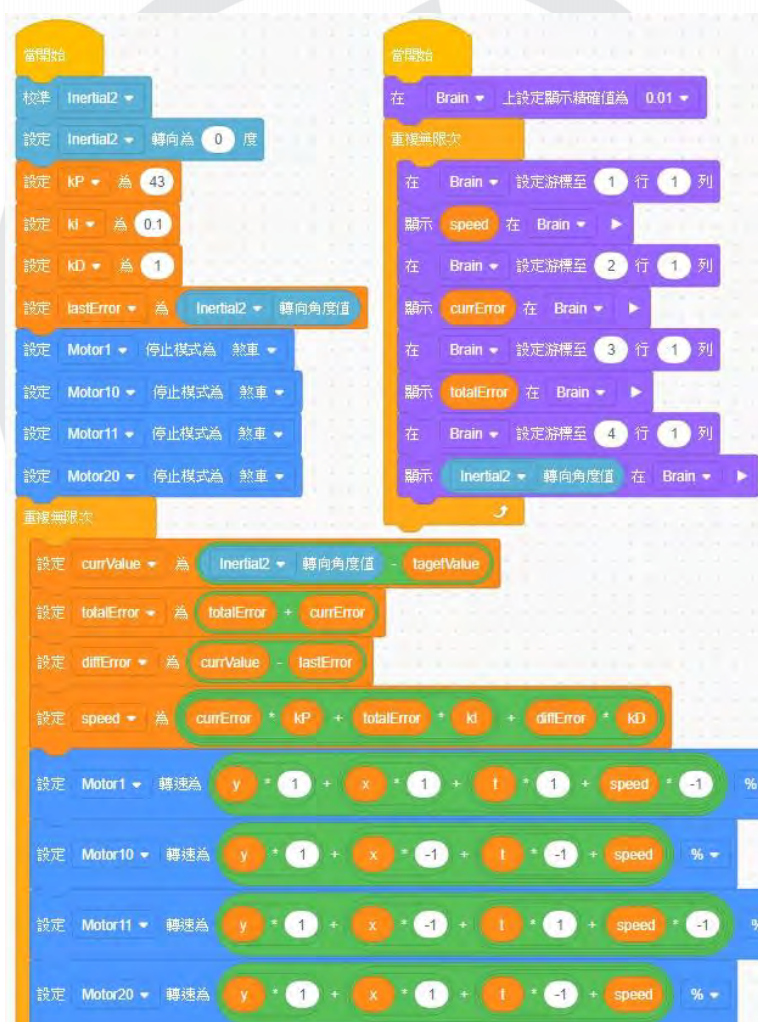 當開始
校準 Inertial2
設定 Inertial2 轉向為 0 度
設定 kP 為 43
設定 kI 為 0.1
設定 kD 為 1
設定 lastError 為 Inertial2 轉向角度值
設定 Motor1 停止模式為 煞車
設定 Motor10 停止模式為 煞車
設定 Motor11 停止模式為 煞車
設定 Motor20 停止模式為 煞車
重複無限次
設定 currValue 為 Inertial2 轉向角度值 - tagetValue
設定 totalError 為 totalError + currError
設定 diffError 為 currValue - lastError
設定 speed 為 currError * kP + totalError * kI + diffError * kD
設定 Motor1 轉速為 y * 1 + x * 1 + t * 1 + speed * -1 %
設定 Motor10 轉速為 y * 1 + x * -1 + t * -1 + speed %
設定 Motor11 轉速為 y * 1 + x * -1 + t * 1 + speed * -1 %
設定 Motor20 轉速為 y * 1 + x * 1 + t * -1 + speed %
當開始
在 Brain 上設定顯示精確值為 0.01
重複無限次
在 Brain 設定游標至 1 行 1 列
顯示 speed 在 Brain
在 Brain 設定游標至 2 行 1 列
顯示 currError 在 Brain
在 Brain 設定游標至 3 行 1 列
顯示 totalError 在 Brain
在 Brain 設定游標至 4 行 1 列
顯示 Inertial2 轉向角度值 在 Brain